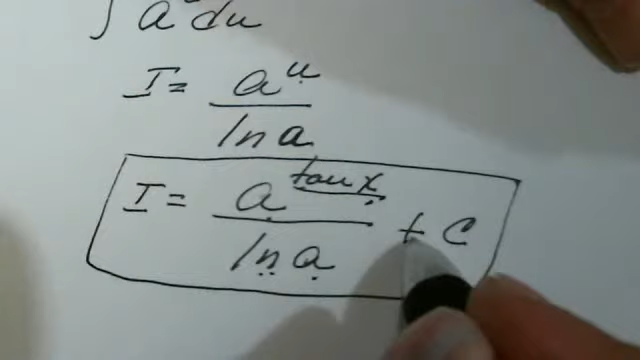 ∫ a^u du
I = a^u / ln a
I = a^tan x / ln a + C